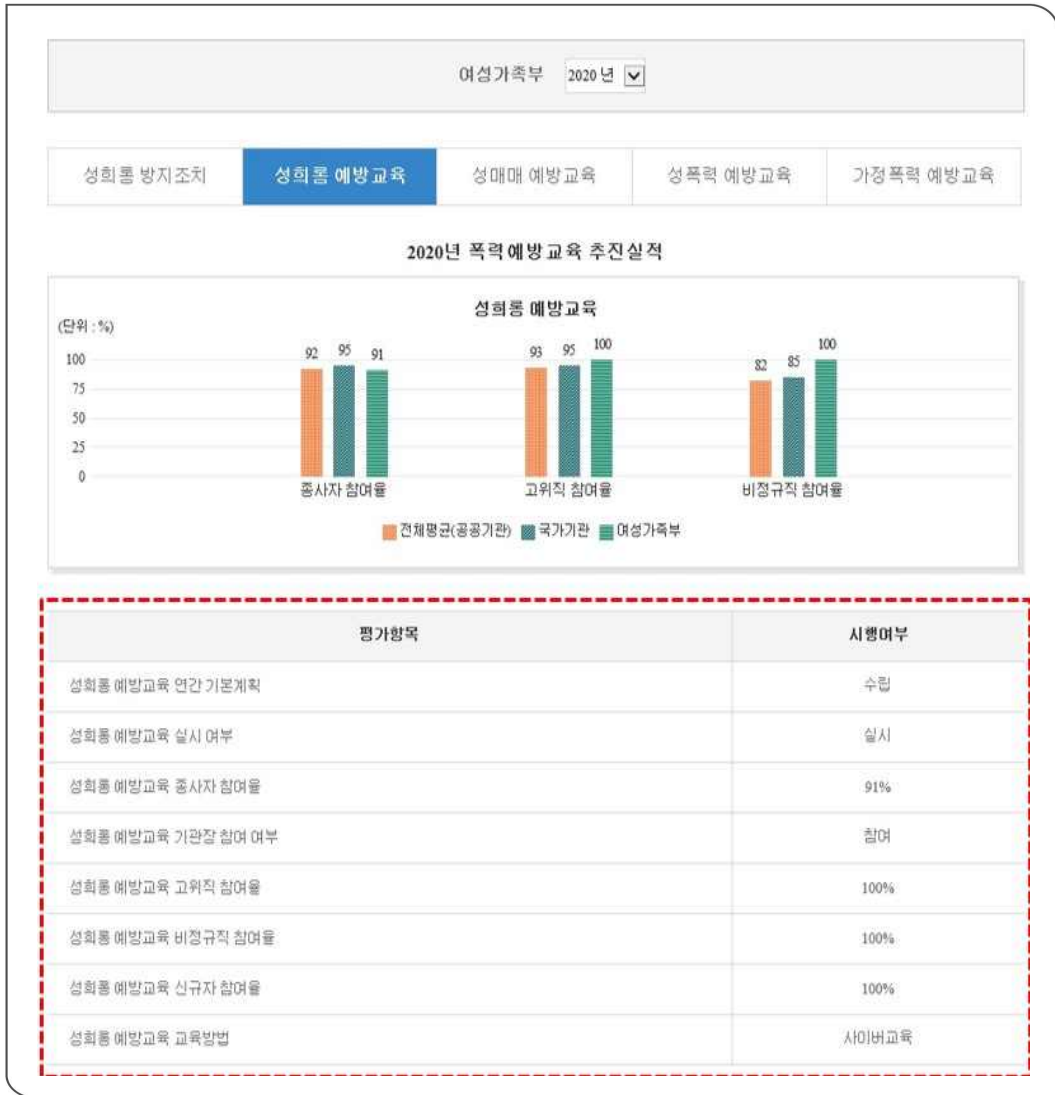 여성가족부 2020년
성희롱 방지조치 성희롱 예방교육 성매매 예방교육 성폭력 예방교육 가정폭력 예방교육
2020년 폭력예방교육 추진실적
성희롱 예방교육
(단위 : %)
100
75
50
25
0
92 95 91
93 95 100
82 85 100
종사자 참여율 고위직 참여율 비정규직 참여율
전체평균(공공기관) 국가기관 여성가족부
평가항목 시행여부
성희롱 예방교육 연간 기본계획 수립
성희롱 예방교육 실시 여부 실시
성희롱 예방교육 종사자 참여율 91%
성희롱 예방교육 기관장 참여 여부 참여
성희롱 예방교육 고위직 참여율 100%
성희롱 예방교육 비정규직 참여율 100%
성희롱 예방교육 신규자 참여율 100%
성희롱 예방교육 교육방법 사이버교육